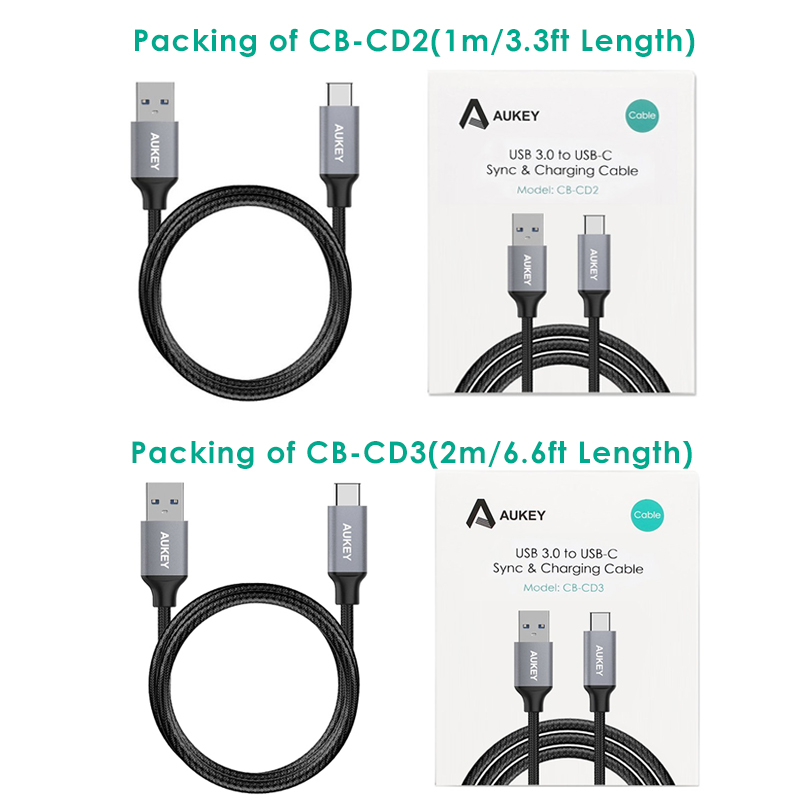 Packing of CB-CD2(1m/3.3ft Length)
AUKEY
AUKEY
AUKEY
Cable
USB 3.0 to USB-C
Sync & Charging Cable
Model: CB-CD2
AUKEY
AUKEY
Packing of CB-CD3(2m/6.6ft Length)
AUKEY
AUKEY
AUKEY
Cable
USB 3.0 to USB-C
Sync & Charging Cable
Model: CB-CD3
AUKEY
AUKEY